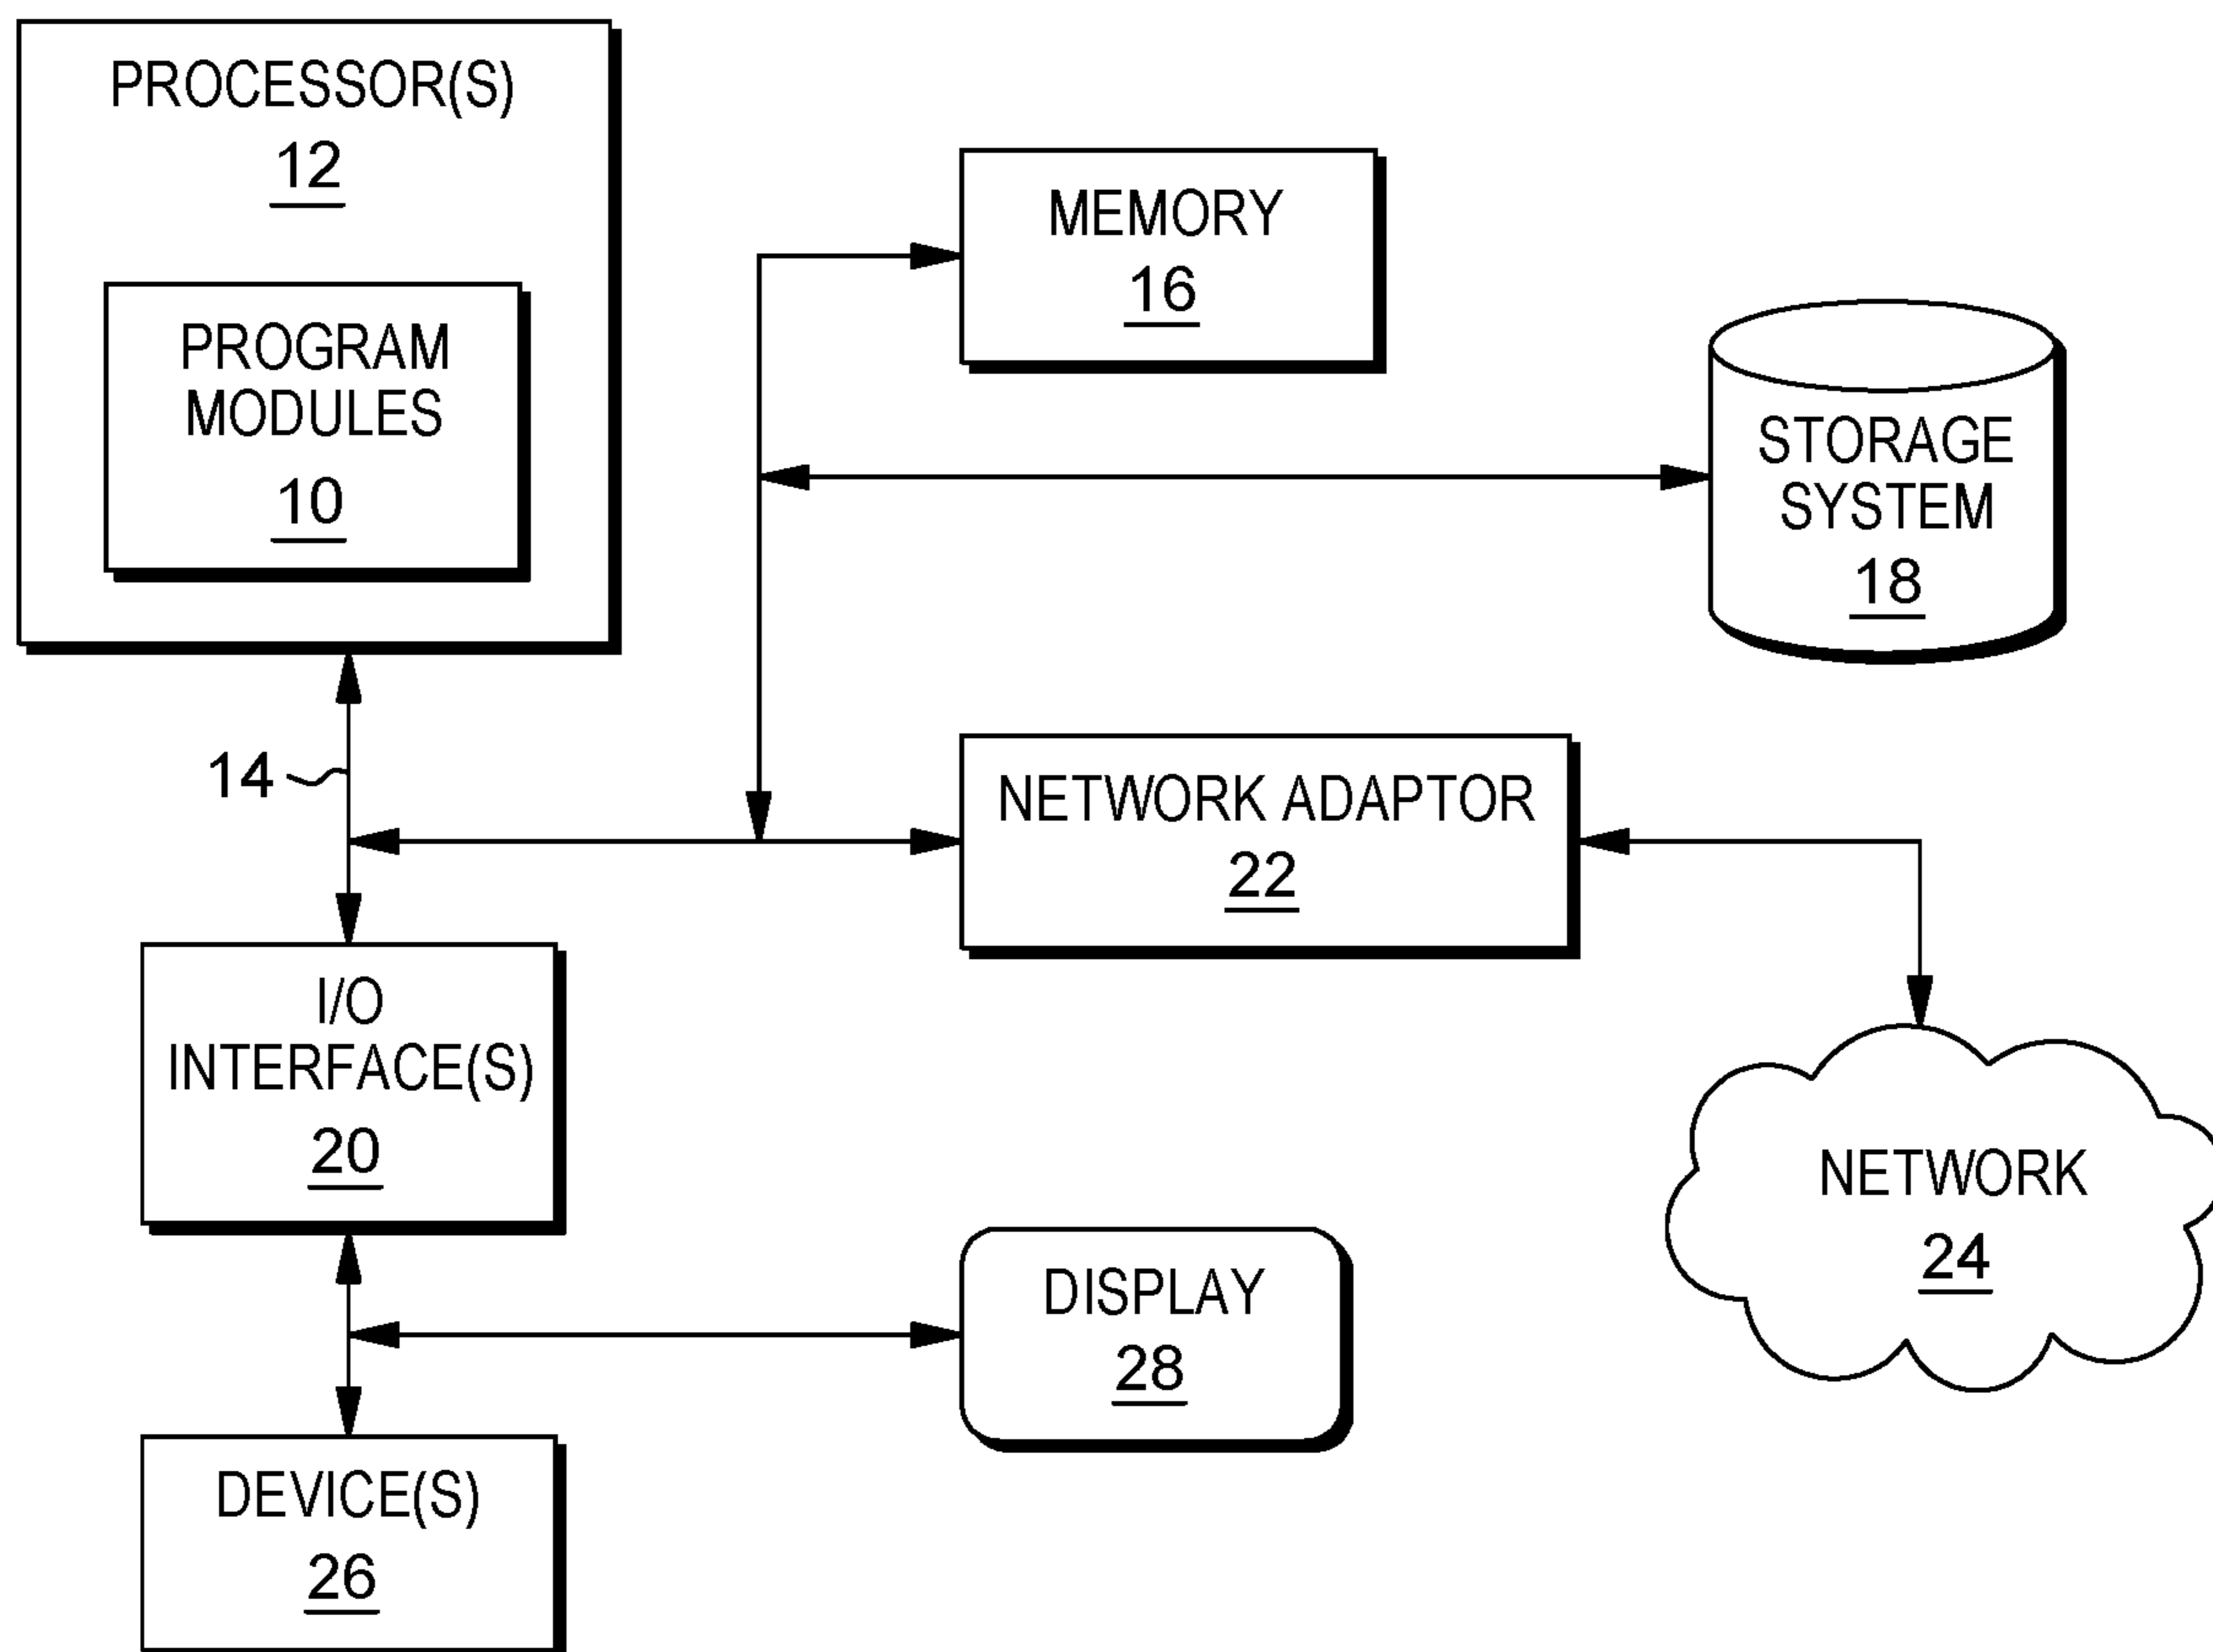 PROCESSOR(S)
12
PROGRAM
MODULES
10
MEMORY
16
STORAGE
SYSTEM
18
14
NETWORK ADAPTOR
22
I/O
INTERFACE(S)
20
NETWORK
24
DISPLAY
28
DEVICE(S)
26